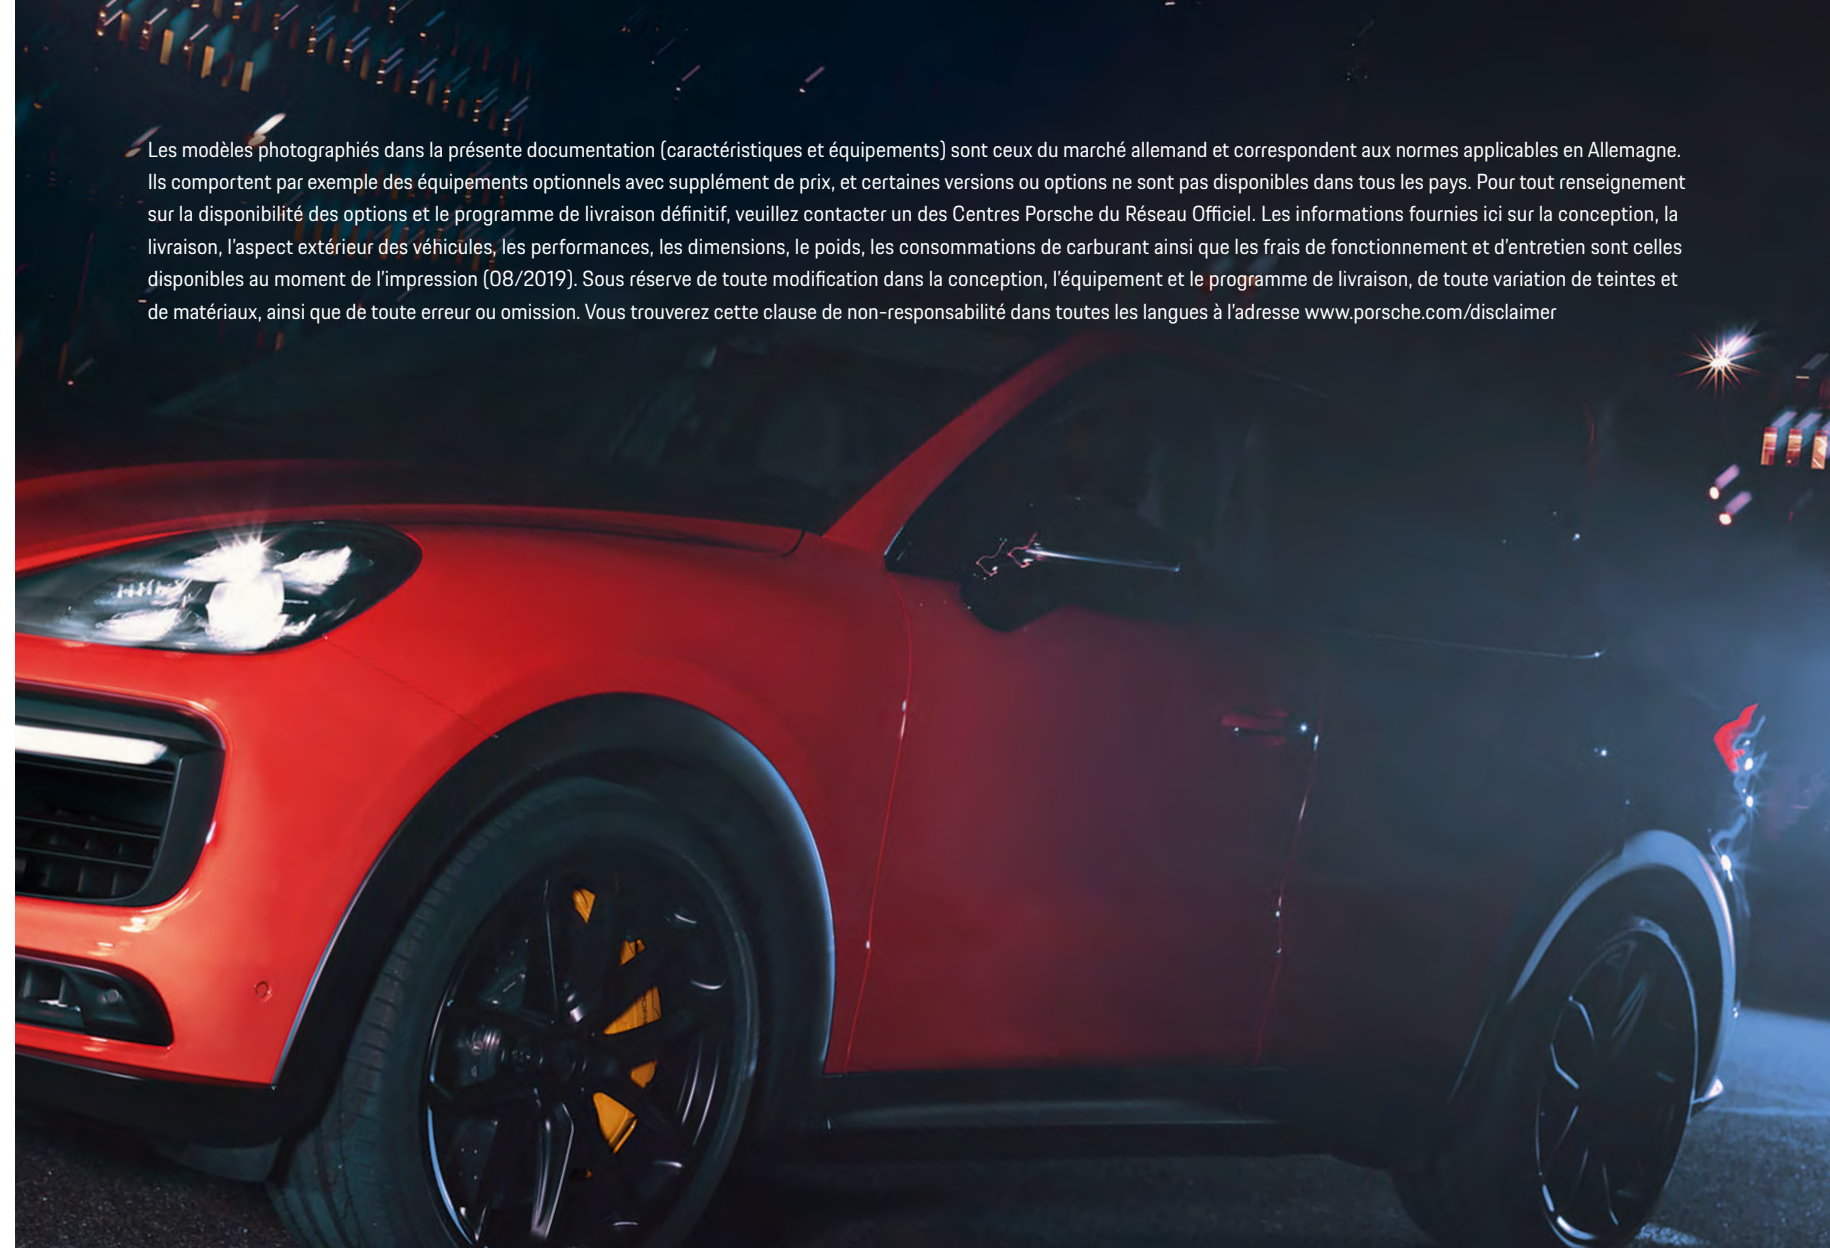 Les modèles photographiés dans la présente documentation (caractéristiques et équipements) sont ceux du marché allemand et correspondent aux normes applicables en Allemagne.
Ils comportent par exemple des équipements optionnels avec supplément de prix, et certaines versions ou options ne sont pas disponibles dans tous les pays. Pour tout renseignement
sur la disponibilité des options et le programme de livraison définitif, veuillez contacter un des Centres Porsche du Réseau Officiel. Les informations fournies ici sur la conception, la
livraison, l’aspect extérieur des véhicules, les performances, les dimensions, le poids, les consommations de carburant ainsi que les frais de fonctionnement et d’entretien sont celles
disponibles au moment de l’impression (08/2019). Sous réserve de toute modification dans la conception, l’équipement et le programme de livraison, de toute variation de teintes et
de matériaux, ainsi que de toute erreur ou omission. Vous trouverez cette clause de non-responsabilité dans toutes les langues à l’adresse www.porsche.com/disclaimer